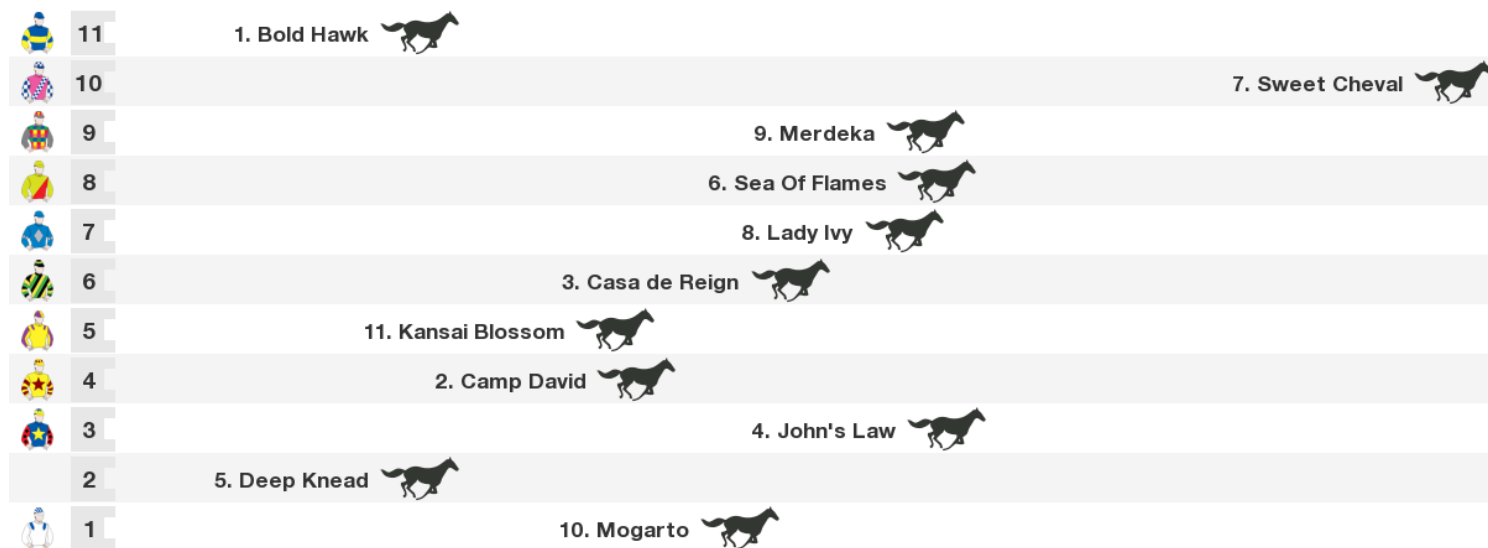 11 1. Bold Hawk
10 7. Sweet Cheval
9 9. Merdeka
8 6. Sea Of Flames
7 8. Lady Ivy
6 3. Casa de Reign
5 11. Kansai Blossom
4 2. Camp David
3 4. John's Law
2 5. Deep Knead
1 10. Mogarto